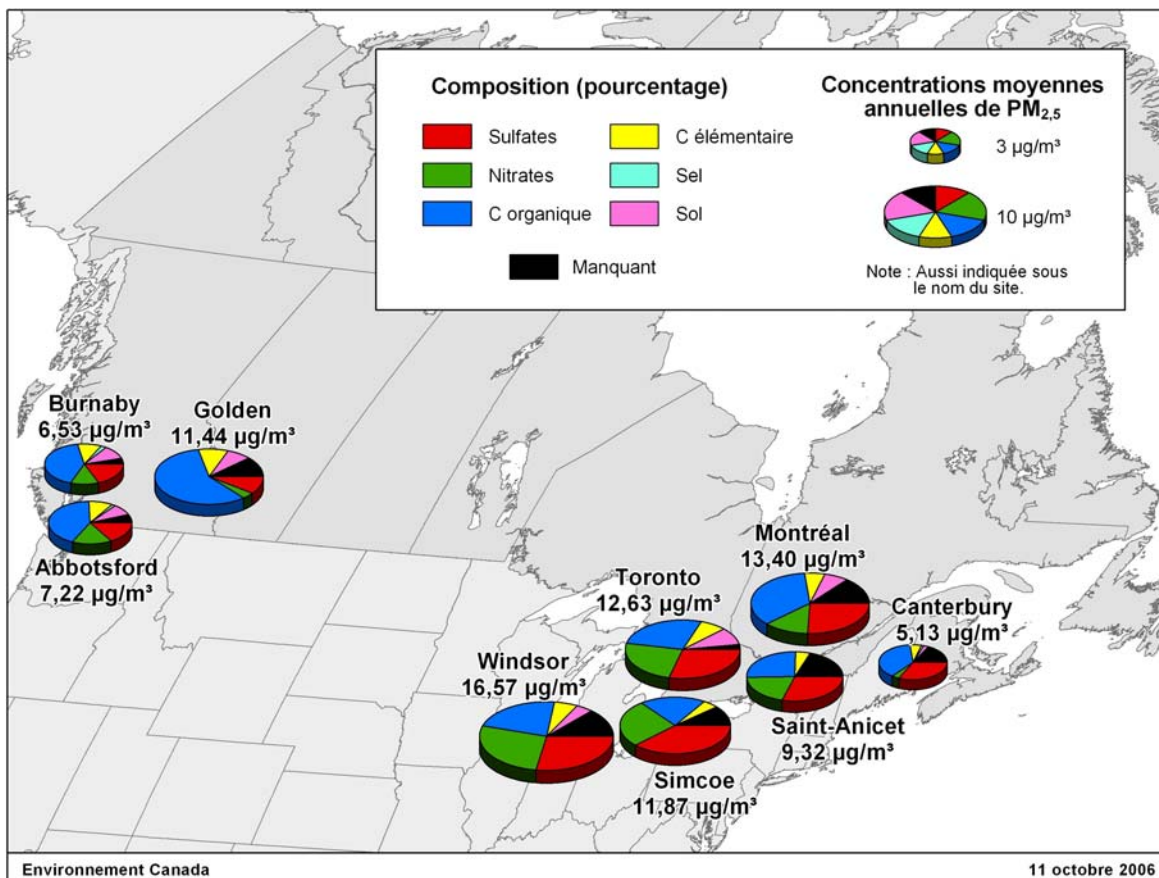 Composition (pourcentage)
Sulfates
C élémentaire
Nitrates
Sel
C organique
Sol
Manquant
Concentrations moyennes
annuelles de PM2,5
3 µg/m³
10 µg/m³
Note : Aussi indiquée sous
le nom du site.
Burnaby
6,53 µg/m³
Golden
11,44 µg/m³
Abbotsford
7,22 µg/m³
Montréal
13,40 µg/m³
Toronto
12,63 µg/m³
Canterbury
5,13 µg/m³
Windsor
16,57 µg/m³
Saint-Anicet
9,32 µg/m³
Simcoe
11,87 µg/m³
Environnement Canada
11 octobre 2006